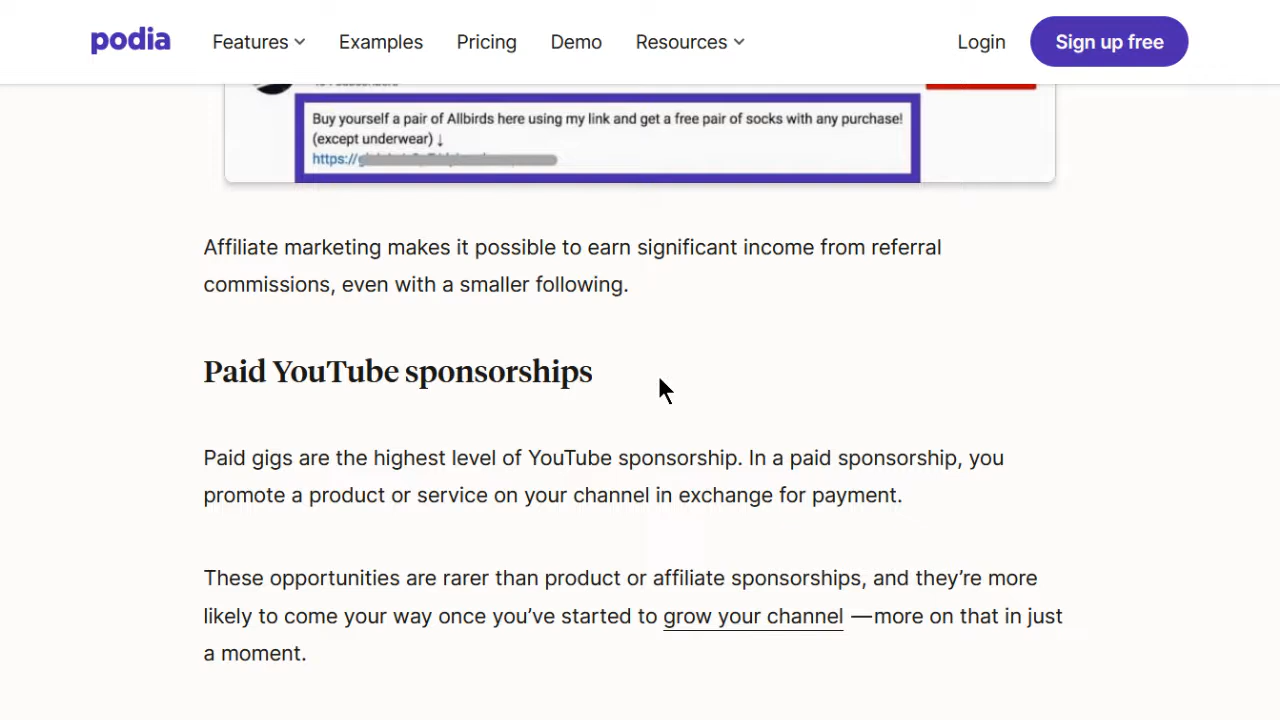 podia Features Examples Pricing Demo Resources Login Sign up free
Buy yourself a pair of Allbirds here using my link and get a free pair of socks with any purchase!
(except underwear) ↓
https://
Affiliate marketing makes it possible to earn significant income from referral
commissions, even with a smaller following.
Paid YouTube sponsorships
Paid gigs are the highest level of YouTube sponsorship. In a paid sponsorship, you
promote a product or service on your channel in exchange for payment.
These opportunities are rarer than product or affiliate sponsorships, and they’re more
likely to come your way once you’ve started to grow your channel —more on that in just
a moment.